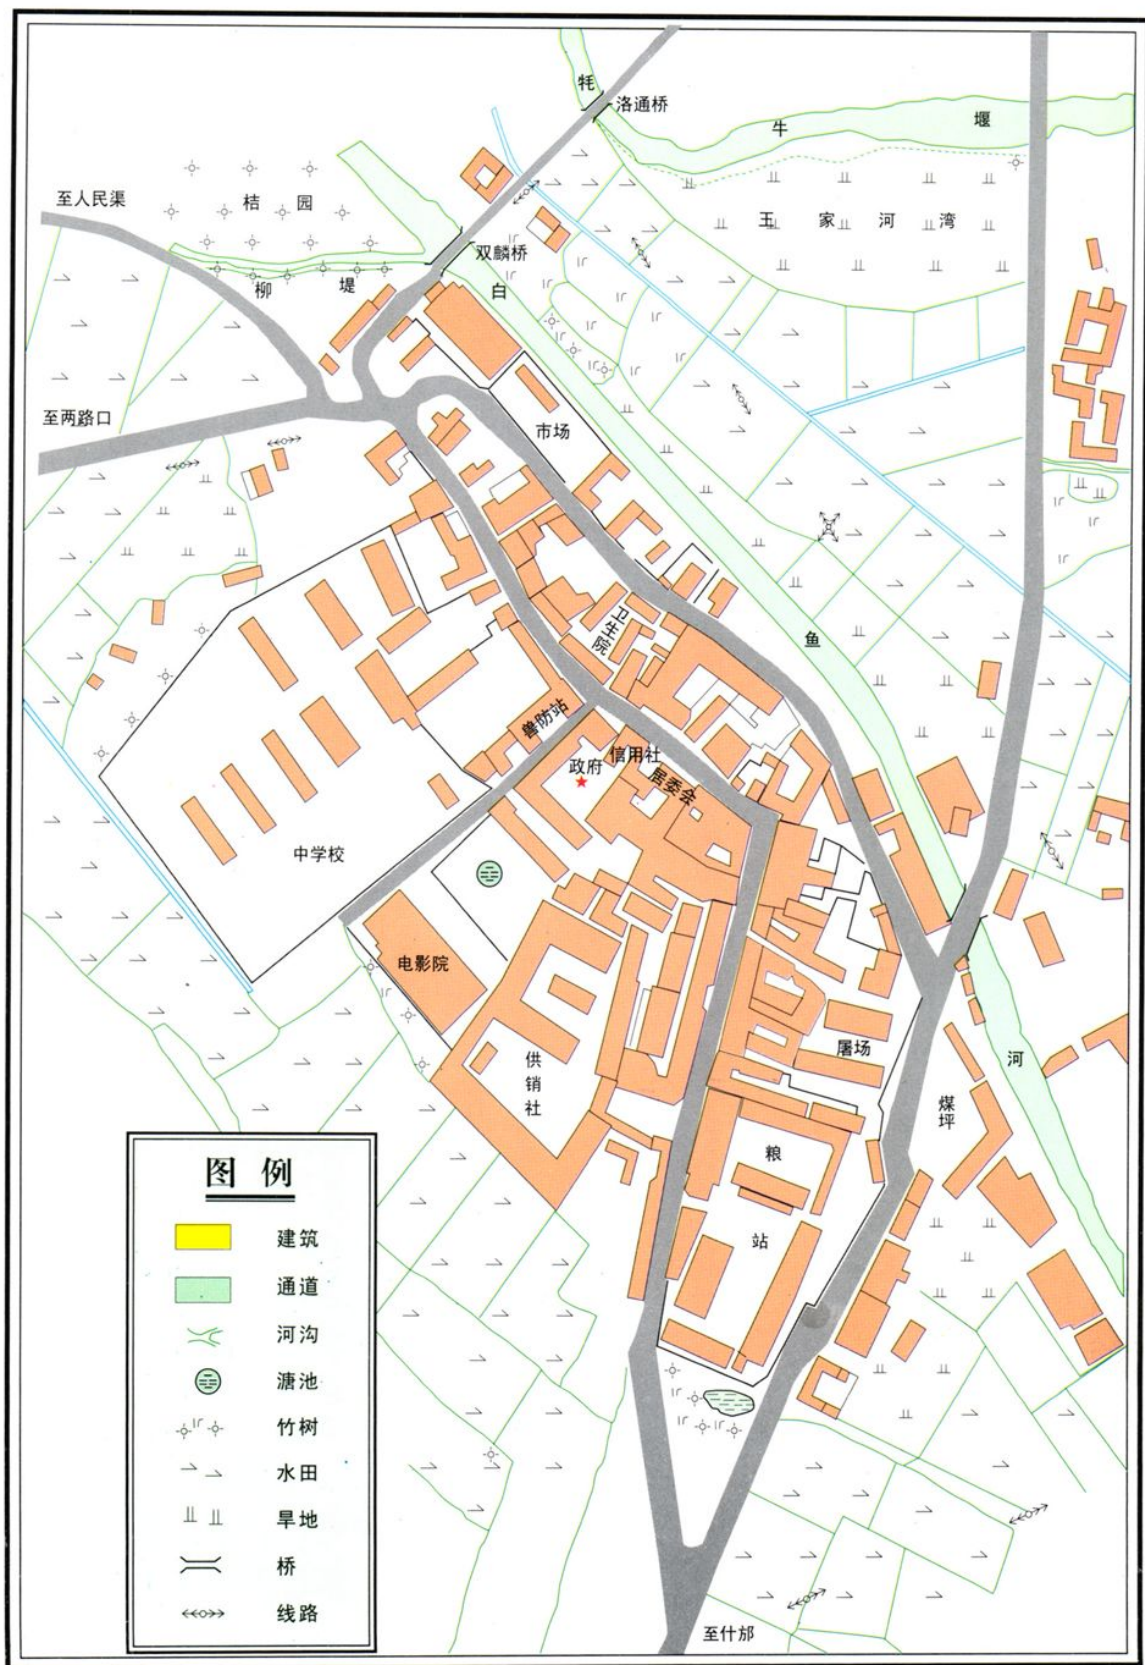 牦
洛通桥
牛
堰
至人民渠
桔园
王家河湾
双麟桥
柳堤
白
至两路口
市场
卫生院
鱼
兽防站
信用社
政府
居委会
中学校
电影院
屠场
河
供销社
煤坪
粮
站
图例
建筑
通道
河沟
溏池
竹树
水田
旱地
桥
线路
至什邡